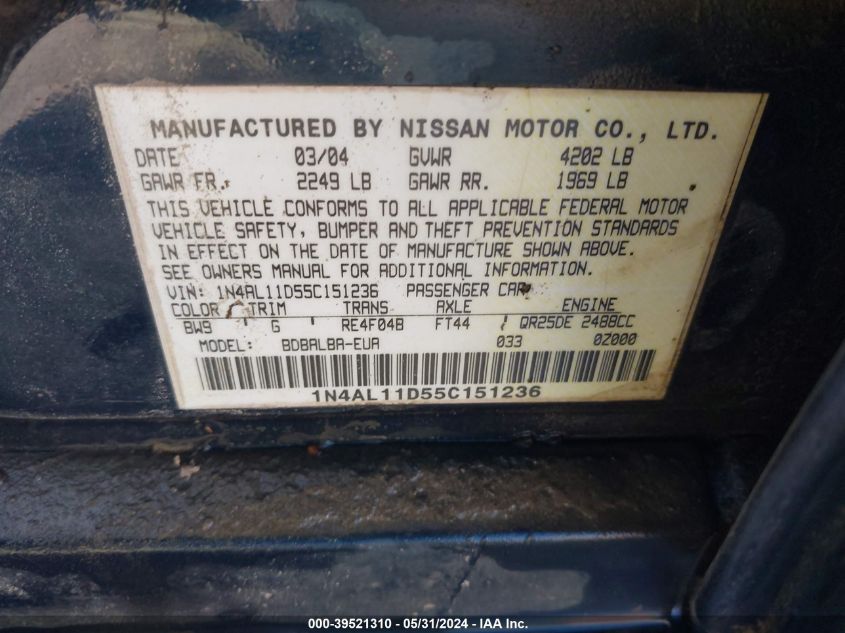 MANUFACTURED BY NISSAN MOTOR CO., LTD.
DATE 03/04 GVWR 4202 LB
GAWR FR. 2249 LB GAWR RR. 1969 LB
THIS VEHICLE CONFORMS TO ALL APPLICABLE FEDERAL MOTOR
VEHICLE SAFETY, BUMPER AND THEFT PREVENTION STANDARDS
IN EFFECT ON THE DATE OF MANUFACTURE SHOWN ABOVE.
SEE OWNERS MANUAL FOR ADDITIONAL INFORMATION.
VIN: 1N4AL11D55C151236 PASSENGER CAR
COLOR TRIM TRANS AXLE ENGINE
BW9 G RE4F04B FT44 QR25DE 2488CC
MODEL: BDBALBA-EUA 033 0Z000
1N4AL11D55C151236
000-39521310 - 05/31/2024 - IAA Inc.